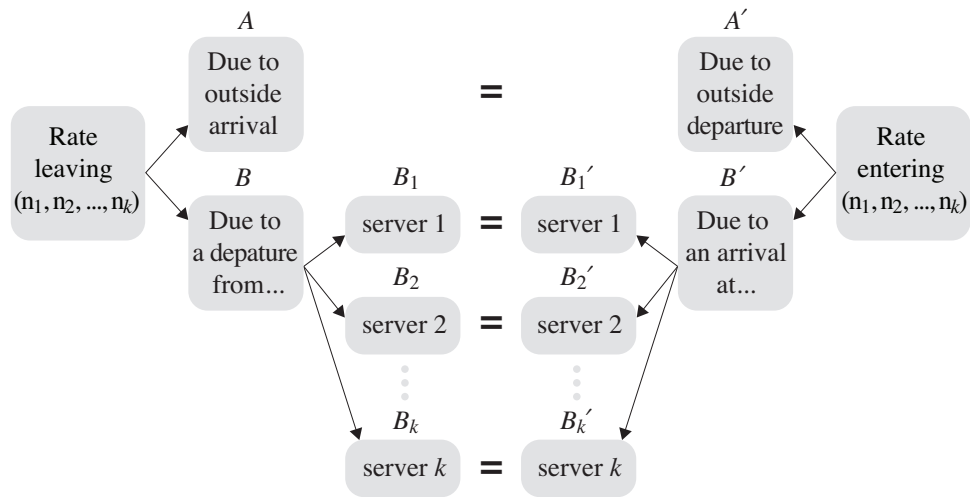 A
A′
Due to
outside
arrival
=
Due to
outside
departure
Rate
leaving
(n1, n2, ..., nk)
Rate
entering
(n1, n2, ..., nk)
B
B1
B1′
B′
Due to
a depature
from...
server 1
=
server 1
Due to
an arrival
at...
B2
B2′
server 2
=
server 2
Bk
Bk′
server k
=
server k